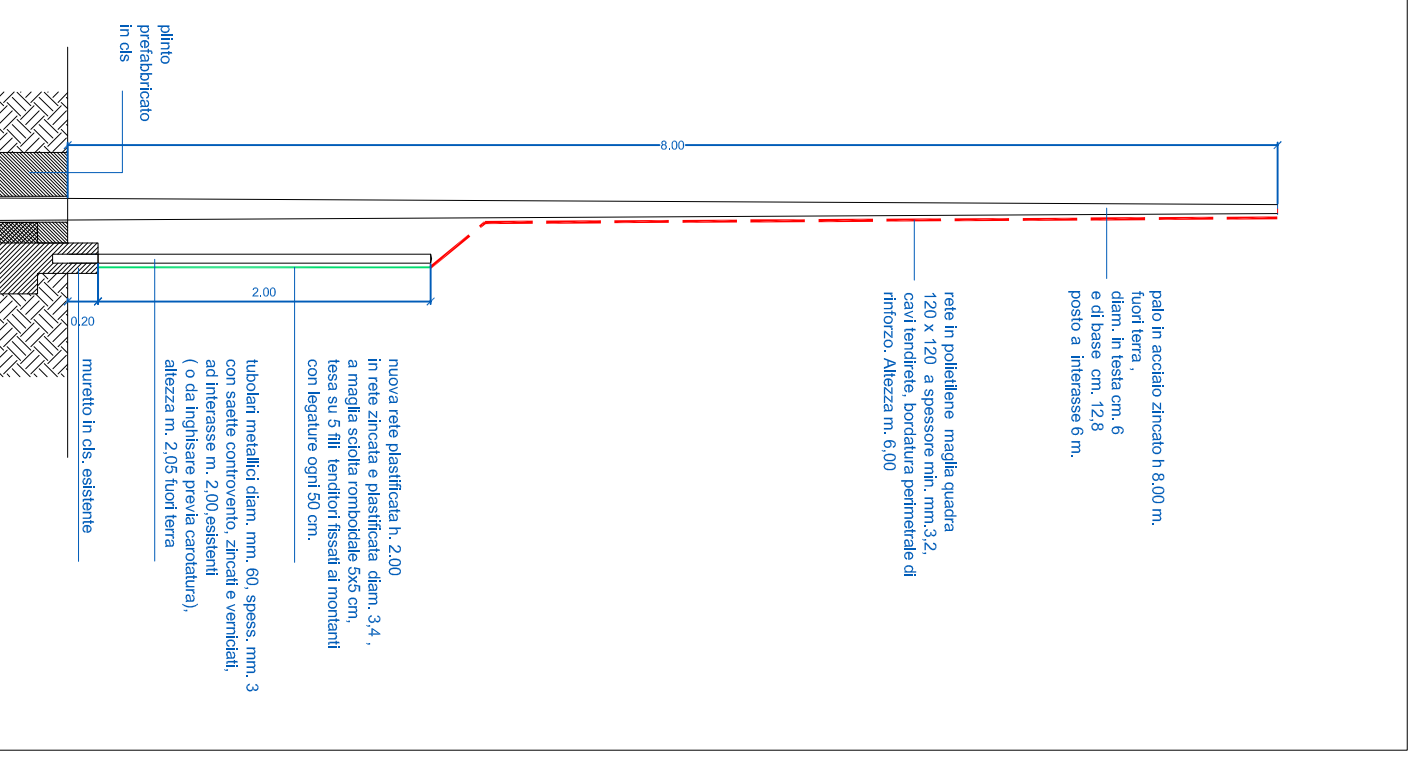 palo in acciaio zincato h 8.00 m.
fuori terra ,
diam. in testa cm. 6
e di base  cm. 12,8
posto a  interasse 6 m.
rete in polietilene  maglia quadra
120 x 120  a spessore min. mm.3,2,
cavi tendirete, bordatura perimetrale di
rinforzo. Altezza m. 6,00
8.00
nuova rete plastificata h. 2.00
in rete zincata e plastificata  diam. 3,4 ,
a maglia sciolta romboidale 5x5 cm,
tesa su 5 fili  tenditori fissati ai montanti
con legature ogni 50 cm.
2.00
tubolari metallici diam. mm. 60, spess. mm. 3
con saette controvento, zincati e verniciati,
ad interasse m. 2,00,esistenti
( o da inghisare previa carotatura),
altezza m. 2,05 fuori terra
plinto
prefabbricato
in cls
0.20
muretto in cls. esistente